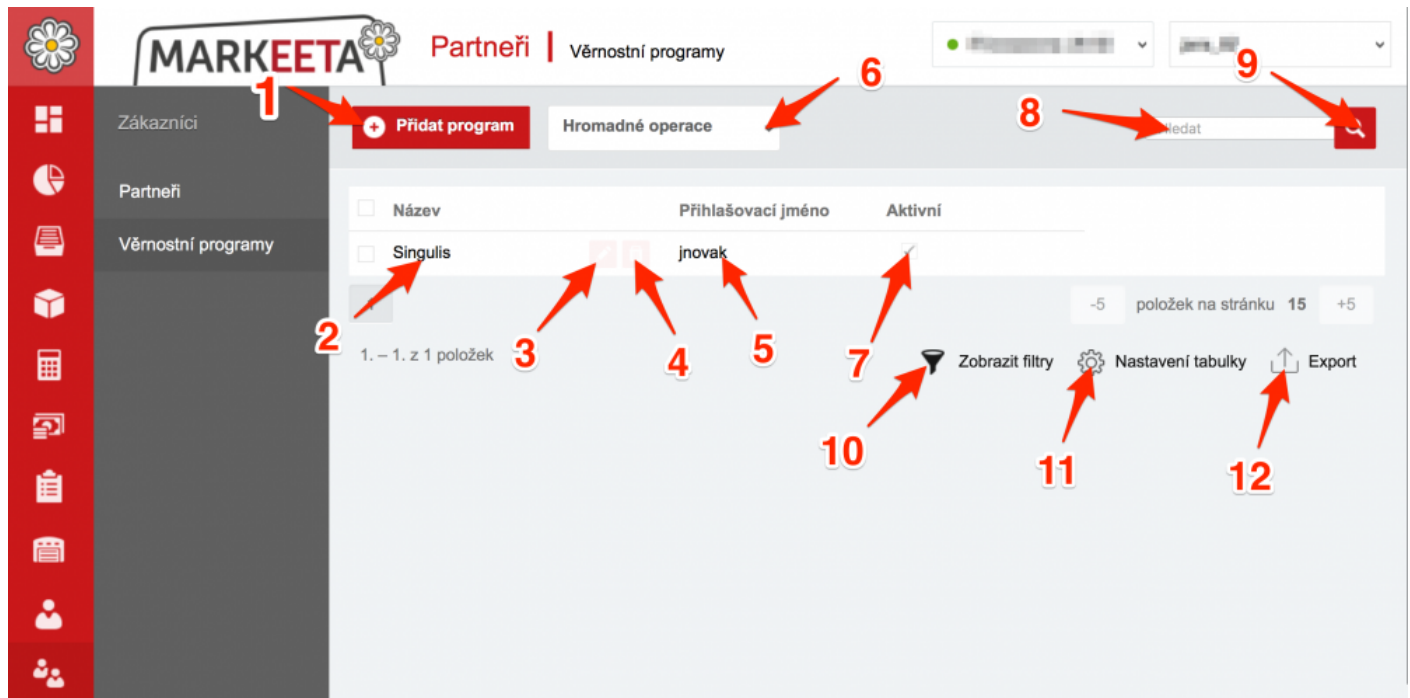 MARKEETA
Partneři
Věrnostní programy
1
6
8
9
Zákazníci
Přidat program
Hromadné operace
Partneři
Název
Přihlašovací jméno
Aktivní
Věrnostní programy
Singulis
jnovak
-5
položek na stránku 15
+5
2
3
4
5
7
1. – 1. z 1 položek
Zobrazit filtry
Nastavení tabulky
Export
10
11
12